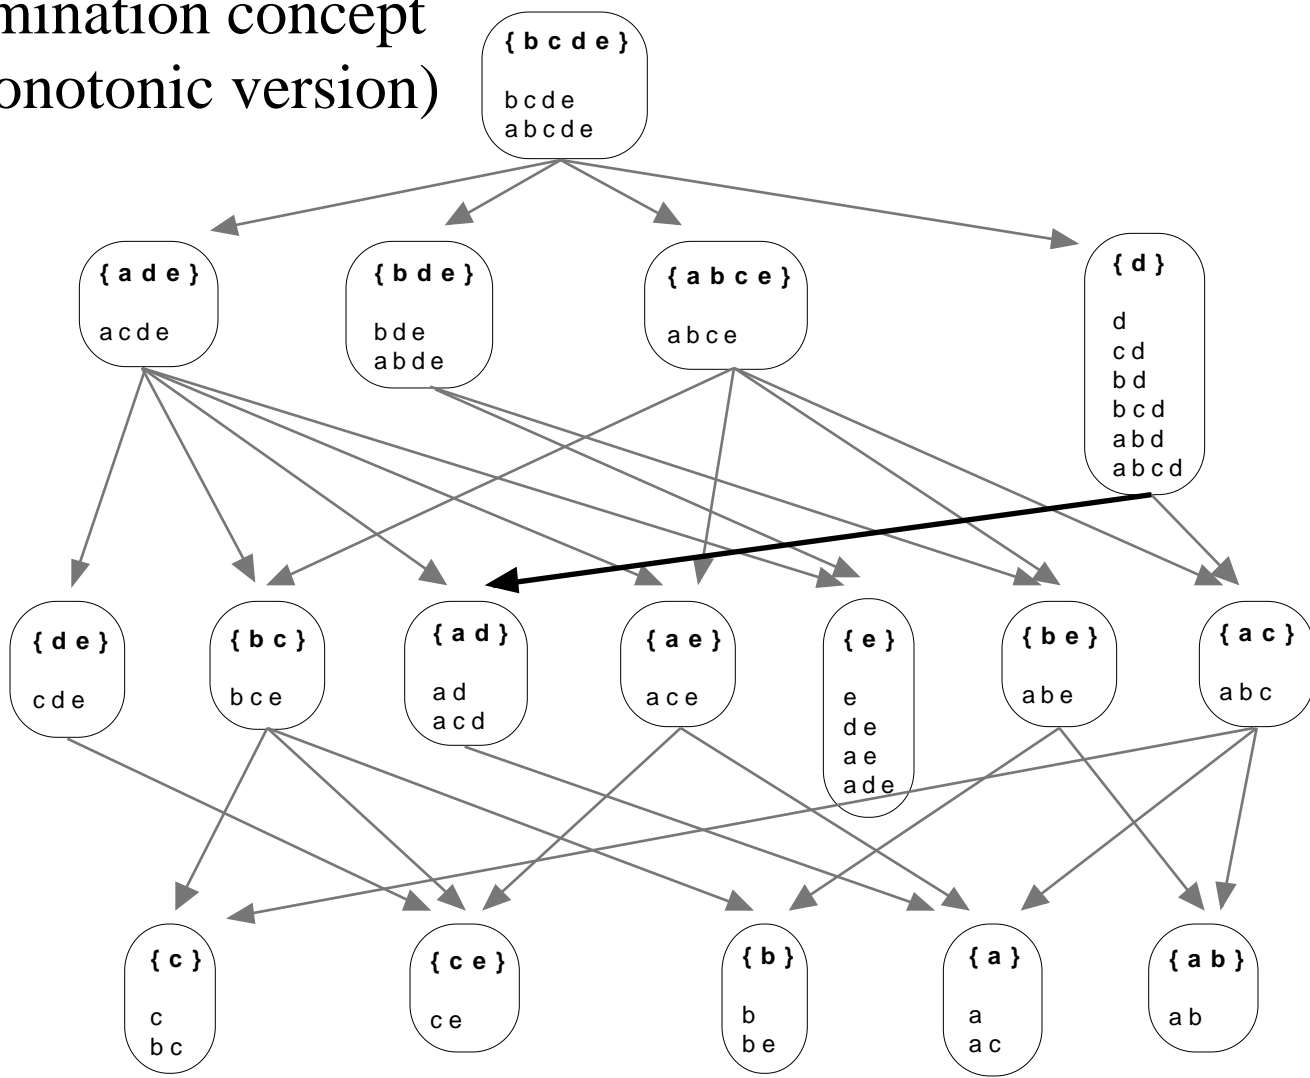 mination concept
onotonic version)
{ b c d e }
b c d e
a b c d e
{ a d e }
a c d e
{ b d e }
b d e
a b d e
{ a b c e }
a b c e
{ d }
d
c d
b d
b c d
a b d
a b c d
{ d e }
c d e
{ b c }
b c e
{ a d }
a d
a c d
{ a e }
a c e
{ e }
e
d e
a e
a d e
{ b e }
a b e
{ a c }
a b c
{ c }
c
b c
{ c e }
c e
{ b }
b
b e
{ a }
a
a c
{ a b }
a b